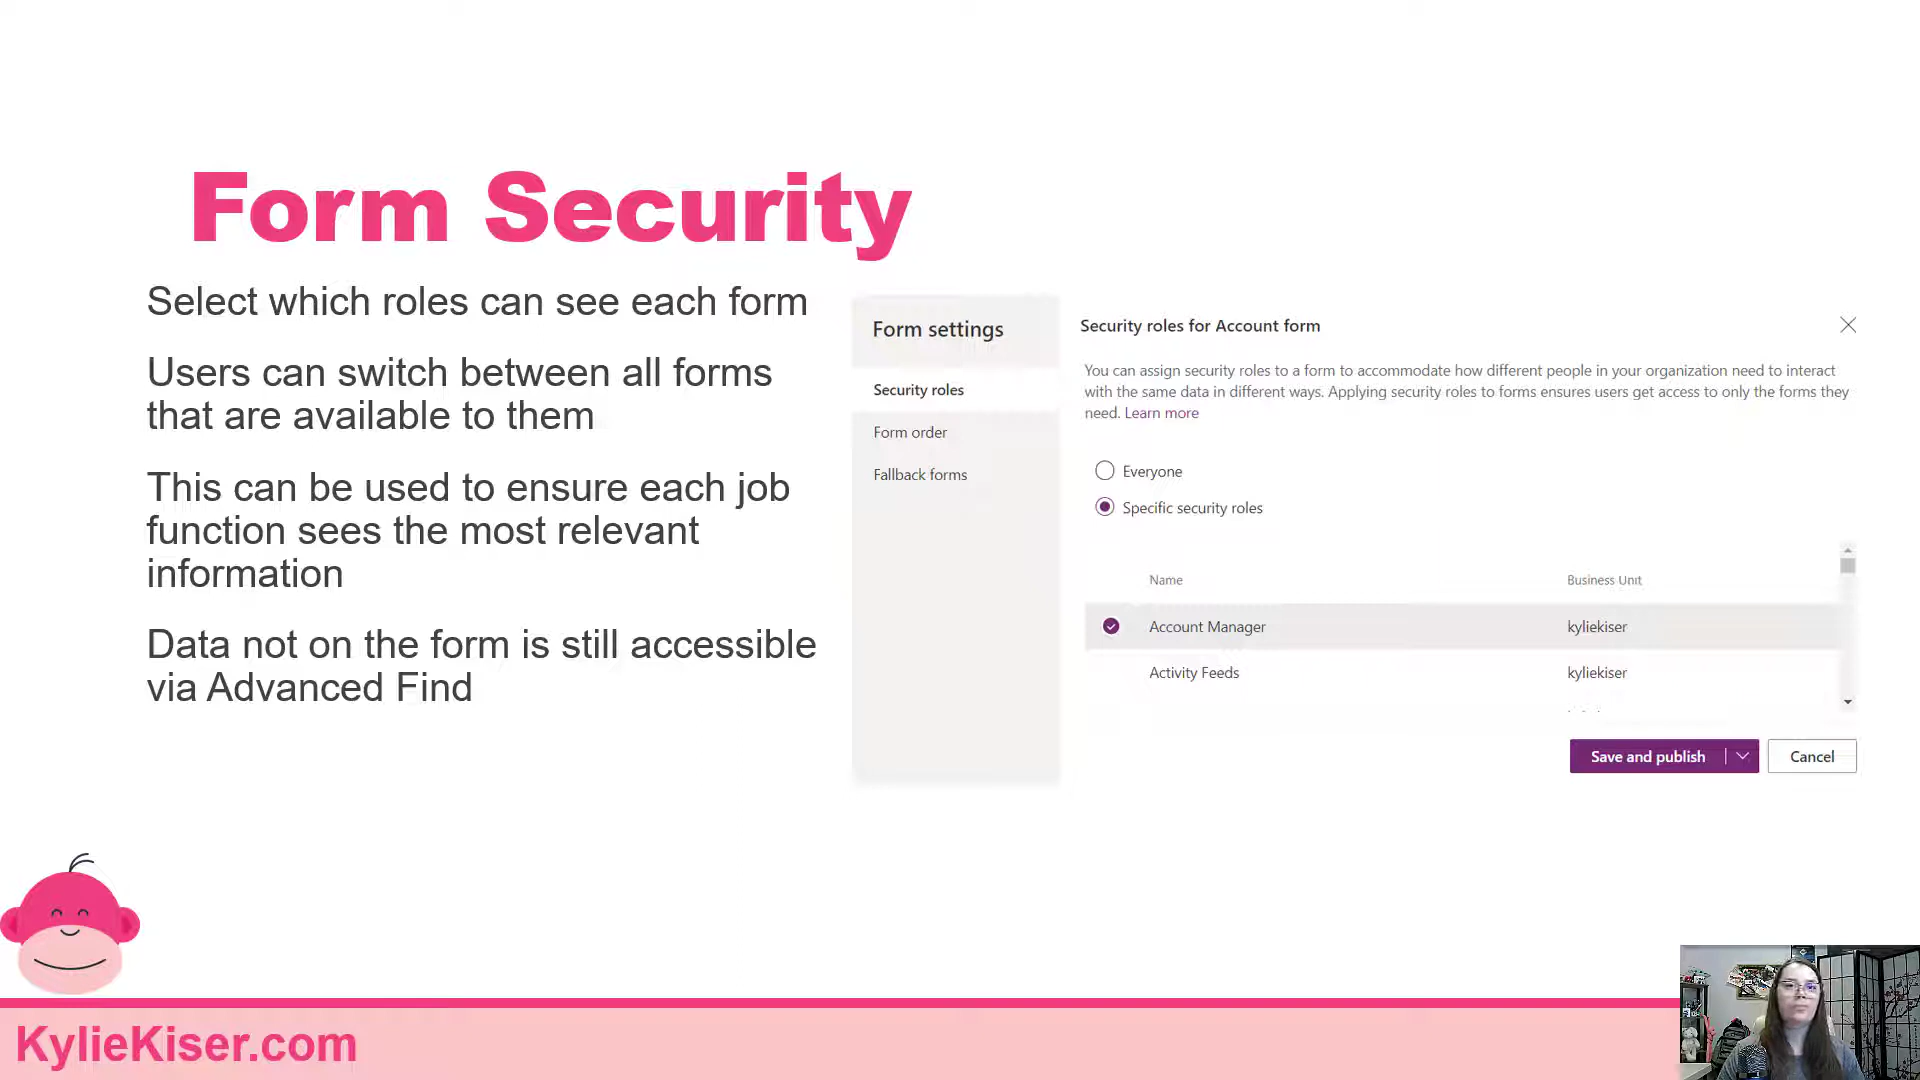 Form Security
Select which roles can see each form
Users can switch between all forms
that are available to them
This can be used to ensure each job
function sees the most relevant
information
Data not on the form is still accessible
via Advanced Find
Form settings
Security roles
Form order
Fallback forms
Security roles for Account form
You can assign security roles to a form to accommodate how different people in your organization need to interact
with the same data in different ways. Applying security roles to forms ensures users get access to only the forms they
need. Learn more
Everyone
Specific security roles
Name Business Unit
Account Manager kyliekiser
Activity Feeds kyliekiser
Save and publish Cancel
KylieKiser.com